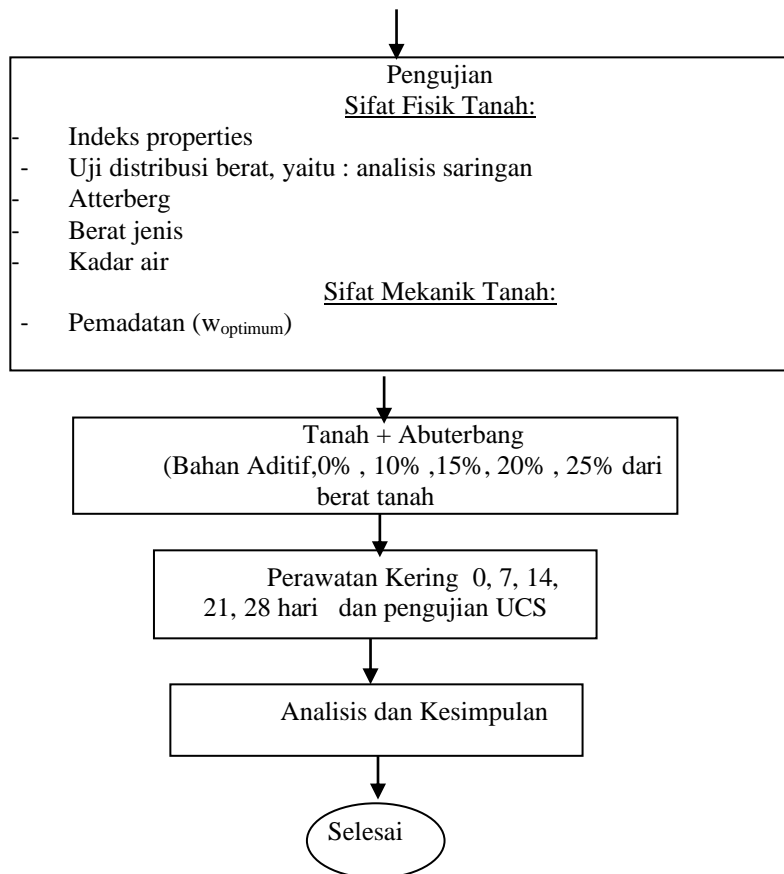 Pengujian
Sifat Fisik Tanah:
- Indeks properties
- Uji distribusi berat, yaitu : analisis saringan
- Atterberg
- Berat jenis
- Kadar air
Sifat Mekanik Tanah:
- Pemadatan (woptimum)
Tanah + Abuterbang
(Bahan Aditif,0% , 10% ,15%, 20% , 25% dari
berat tanah
Perawatan Kering 0, 7, 14,
21, 28 hari dan pengujian UCS
Analisis dan Kesimpulan
Selesai